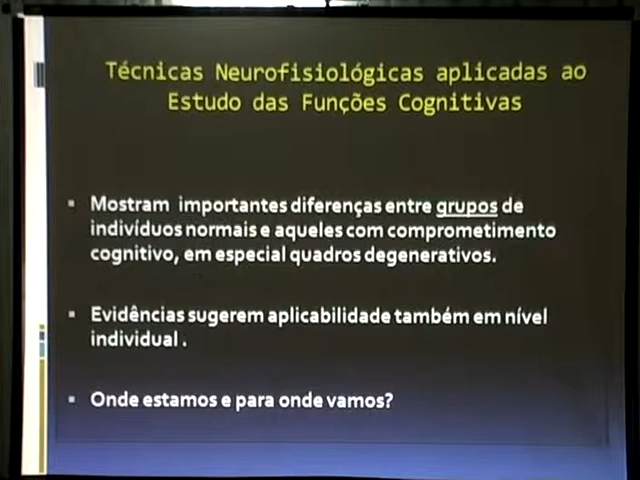 Técnicas Neurofisiológicas aplicadas ao
Estudo das Funções Cognitivas
Mostram importantes diferenças entre grupos de
indivíduos normais e aqueles com comprometimento
cognitivo, em especial quadros degenerativos.
Evidências sugerem aplicabilidade também em nível
individual .
Onde estamos e para onde vamos?